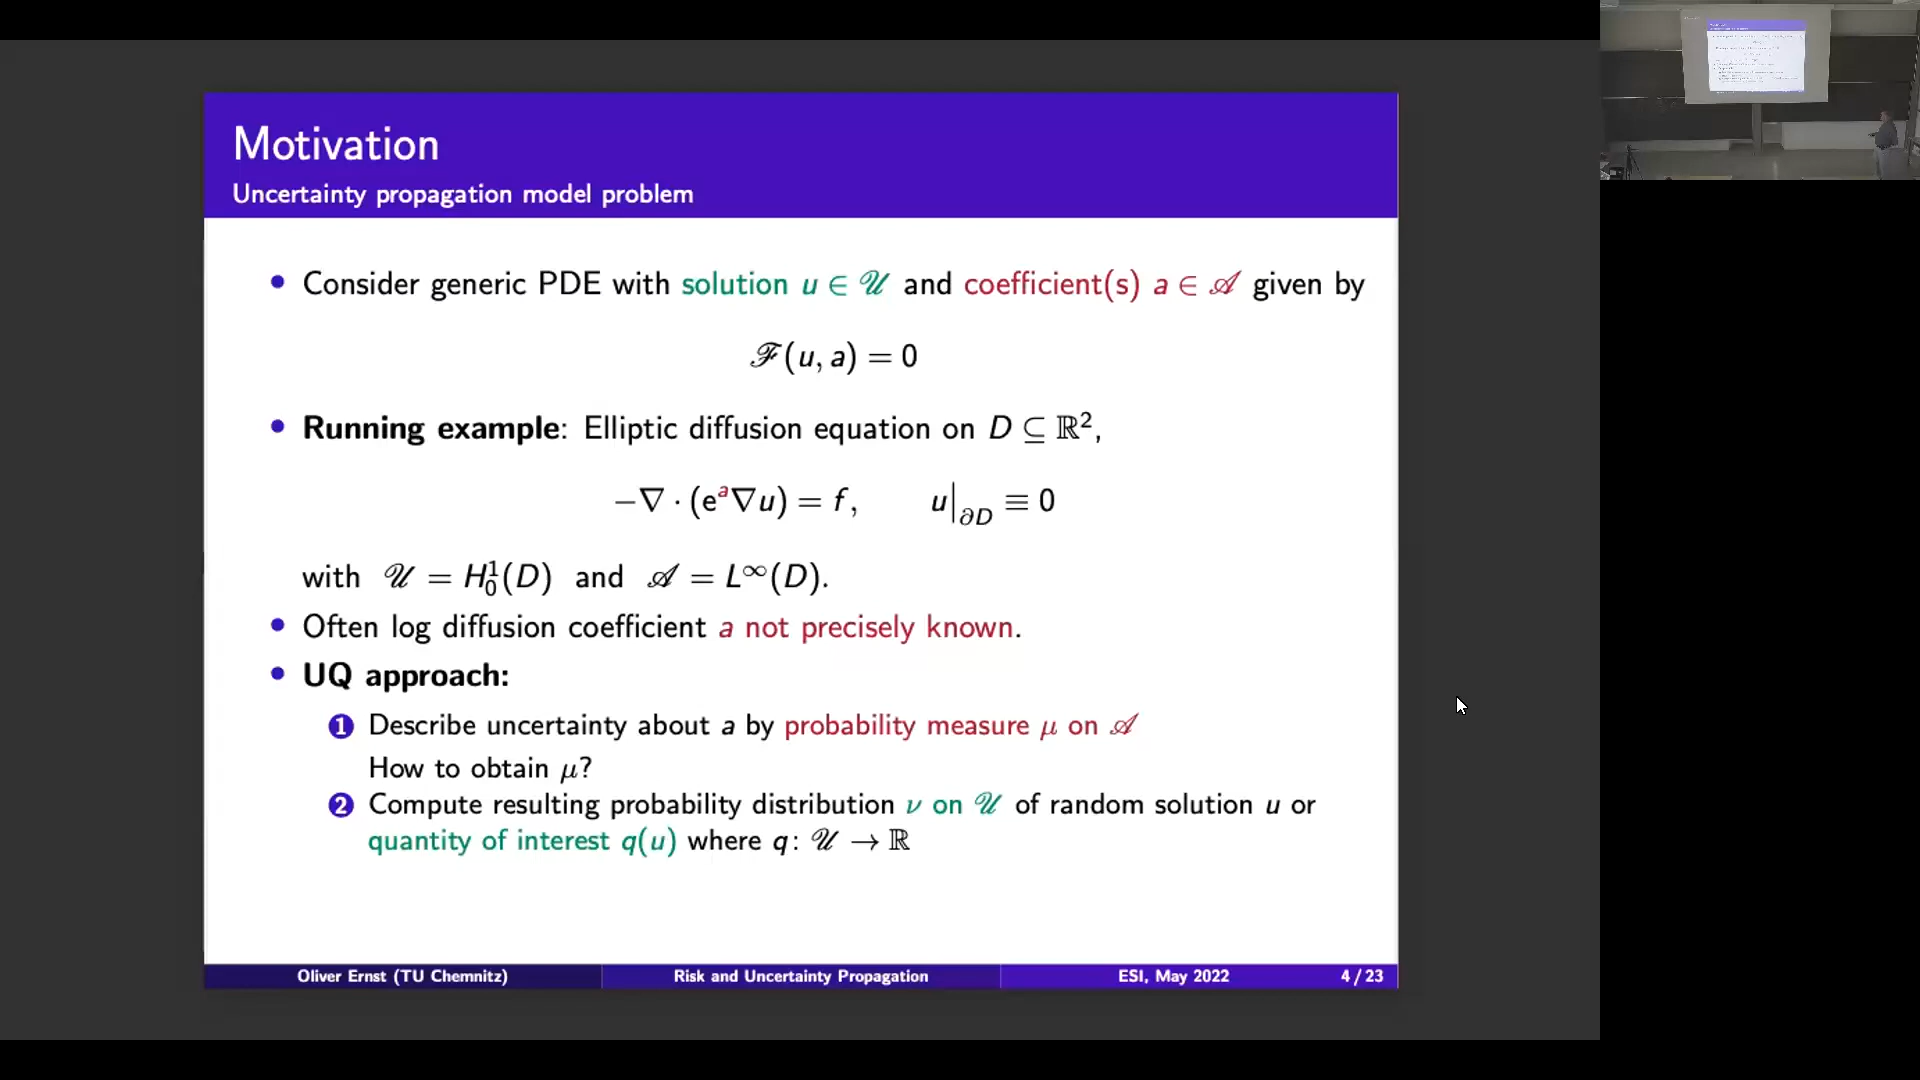 Motivation
Uncertainty propagation model problem
• Consider generic PDE with solution u ∈ 𝒰 and coefficient(s) a ∈ 𝒜 given by
ℱ(u, a) = 0
• Running example: Elliptic diffusion equation on D ⊆ ℝ²,
−∇ · (eᵃ∇u) = f, u|∂D ≡ 0
with 𝒰 = H₀¹(D) and 𝒜 = L^∞(D).
• Often log diffusion coefficient a not precisely known.
• UQ approach:
1 Describe uncertainty about a by probability measure μ on 𝒜
How to obtain μ?
2 Compute resulting probability distribution ν on 𝒰 of random solution u or
quantity of interest q(u) where q: 𝒰 → ℝ
Oliver Ernst (TU Chemnitz) Risk and Uncertainty Propagation ESI, May 2022 4 / 23